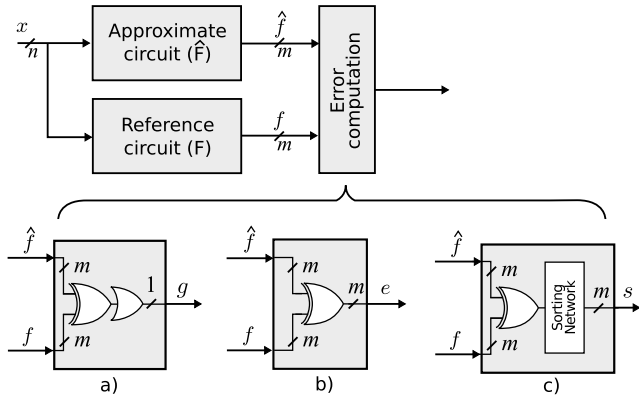 x
n
Approximate
circuit (F̂)
f̂
m
Reference
circuit (F)
f
m
Error
computation
f̂
m
1
g
f
m
a)
f̂
m
m
e
f
m
b)
f̂
m
Sorting
Network
m
s
f
m
c)